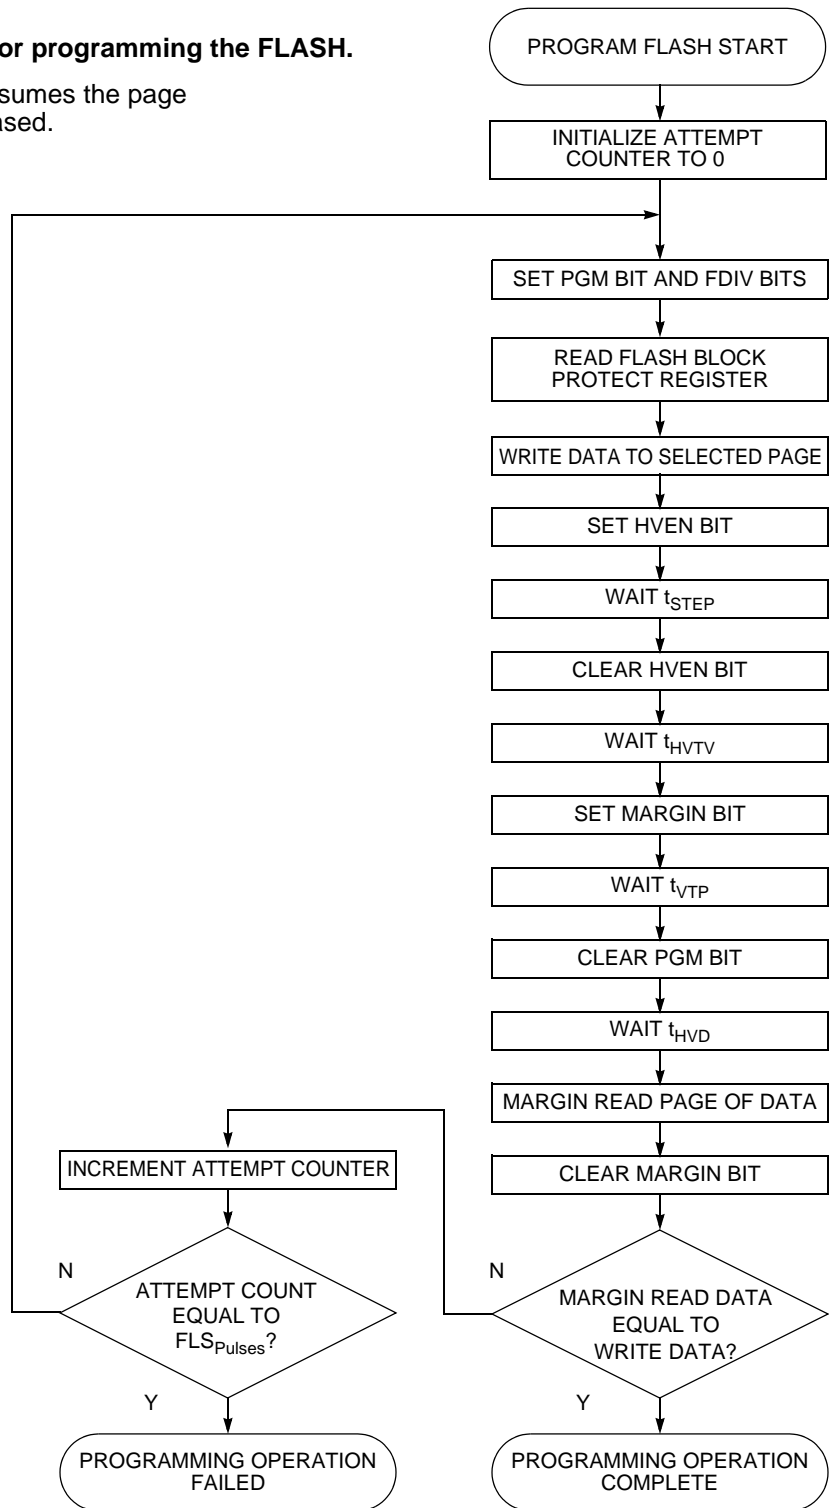 or programming the FLASH.
sumes the page
ased.
PROGRAM FLASH START
INITIALIZE ATTEMPT
COUNTER TO 0
SET PGM BIT AND FDIV BITS
READ FLASH BLOCK
PROTECT REGISTER
WRITE DATA TO SELECTED PAGE
SET HVEN BIT
WAIT tSTEP
CLEAR HVEN BIT
WAIT tHVTV
SET MARGIN BIT
WAIT tVTP
CLEAR PGM BIT
WAIT tHVD
MARGIN READ PAGE OF DATA
CLEAR MARGIN BIT
N
MARGIN READ DATA
EQUAL TO
WRITE DATA?
Y
PROGRAMMING OPERATION
COMPLETE
INCREMENT ATTEMPT COUNTER
N
ATTEMPT COUNT
EQUAL TO
FLSPulses?
Y
PROGRAMMING OPERATION
FAILED